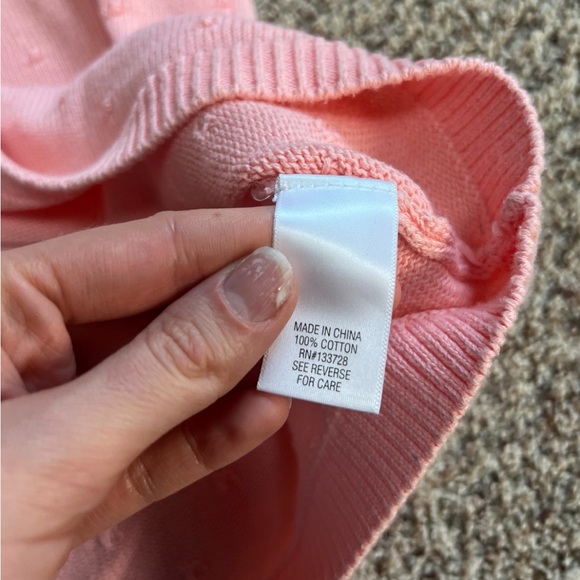 MADE IN CHINA
100% COTTON
RN#133728
SEE REVERSE
FOR CARE